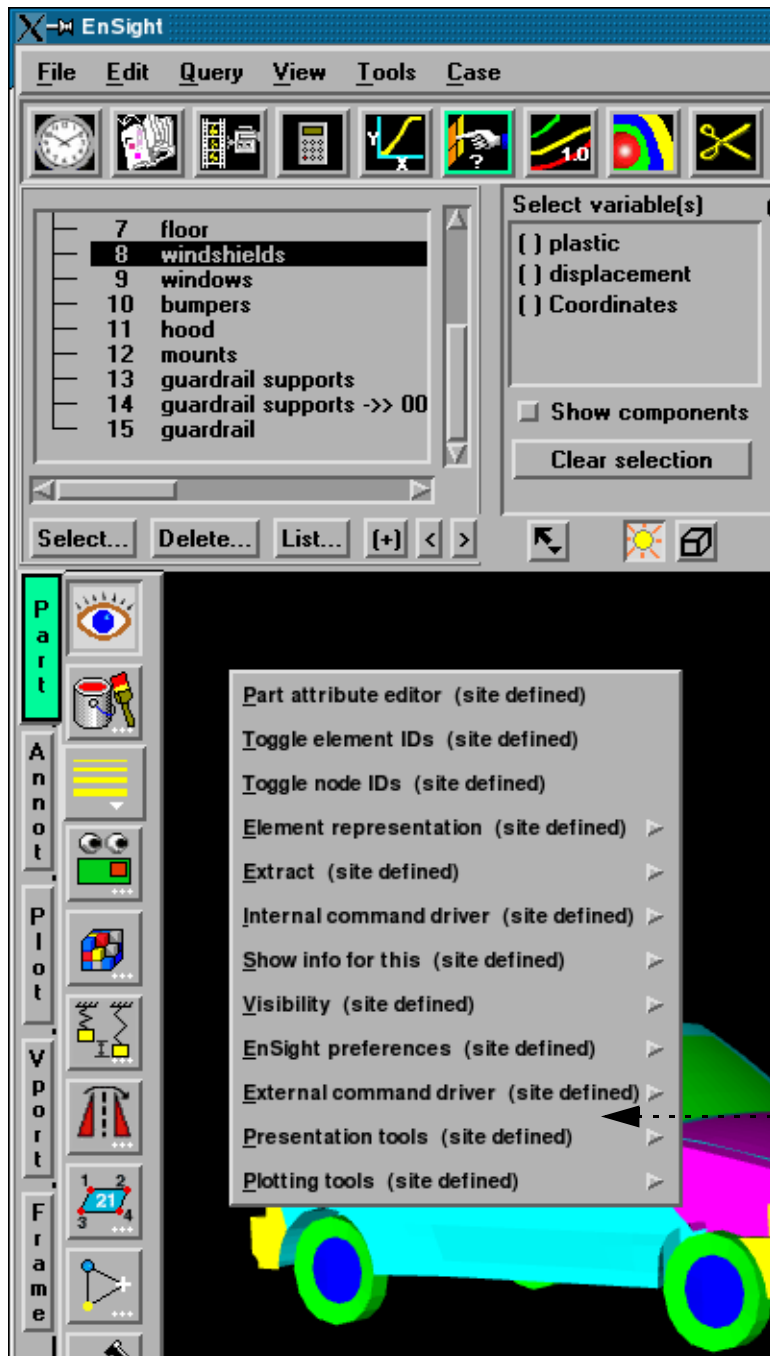 EnSight
File Edit Query View Tools Case
Y X ? 1.0
Select variable(s)
7 floor
8 windshields
9 windows
10 bumpers
11 hood
12 mounts
13 guardrail supports
14 guardrail supports ->> 00
15 guardrail
( ) plastic
( ) displacement
( ) Coordinates
Show components
Clear selection
Select... Delete... List... (+) < >
Part
Annot
Plot
Vport
Frame
1 2
21
3 4
Part attribute editor (site defined)
Toggle element IDs (site defined)
Toggle node IDs (site defined)
Element representation (site defined)
Extract (site defined)
Internal command driver (site defined)
Show info for this (site defined)
Visibility (site defined)
EnSight preferences (site defined)
External command driver (site defined)
Presentation tools (site defined)
Plotting tools (site defined)